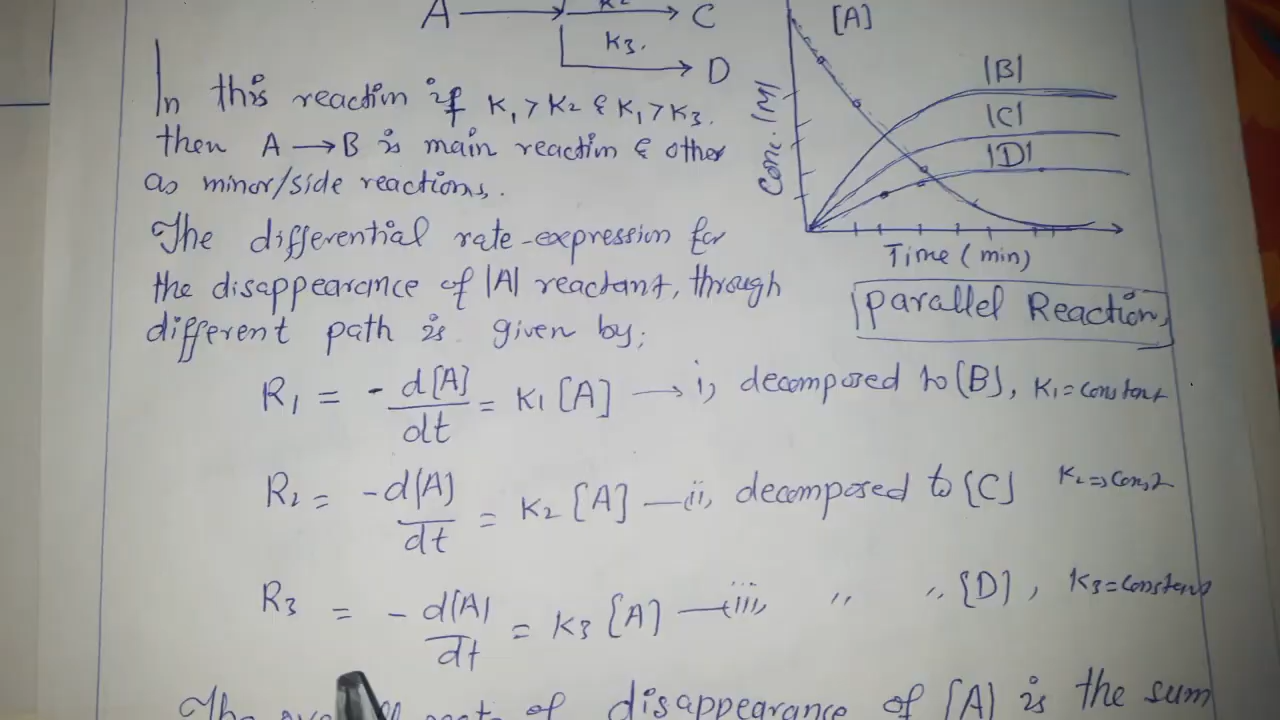 A → K2 → C
K3. → D
[A]
|B|
|C|
|D|
Conc. |M|
Time (min)
Parallel Reaction,
In this reaction if K1 > K2 & K1 > K3.
then A → B is main reaction & other
as minor/side reactions.
The differential rate-expression for
the disappearance of |A| reactant, through
different path is given by;
R1 = - d[A]/dt = K1 [A] → i, decomposed to [B], K1 = constant
R2 = -d[A]/dt = K2 [A] — ii, decomposed to [C]
R3 = - d[A]/dt = K3 [A] — iii, " " [D], K3 = constant
of disappearance of [A] is the sum